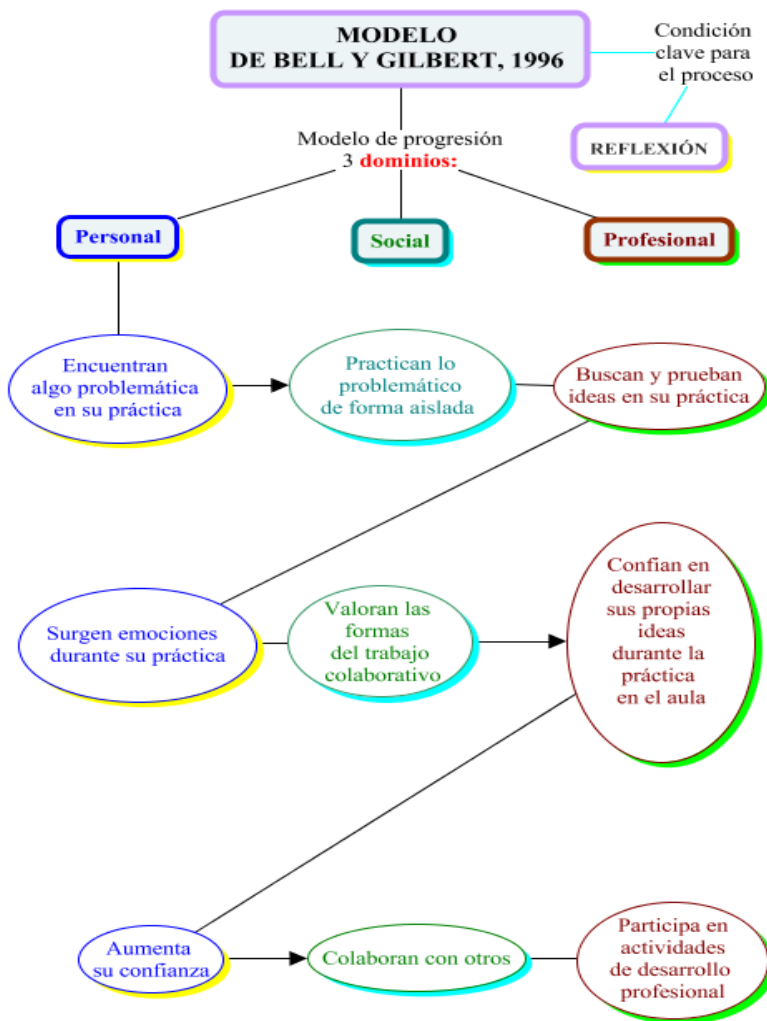 MODELO
DE BELL Y GILBERT, 1996
Condición
clave para
el proceso
REFLEXIÓN
Modelo de progresión
3 dominios:
Personal
Social
Profesional
Encuentran
algo problemática
en su práctica
Practican lo
problemático
de forma aislada
Buscan y prueban
ideas en su práctica
Surgen emociones
durante su práctica
Valoran las
formas
del trabajo
colaborativo
Confian en
desarrollar
sus propias
ideas
durante la
práctica
en el aula
Aumenta
su confianza
Colaboran con otros
Participa en
actividades
de desarrollo
profesional